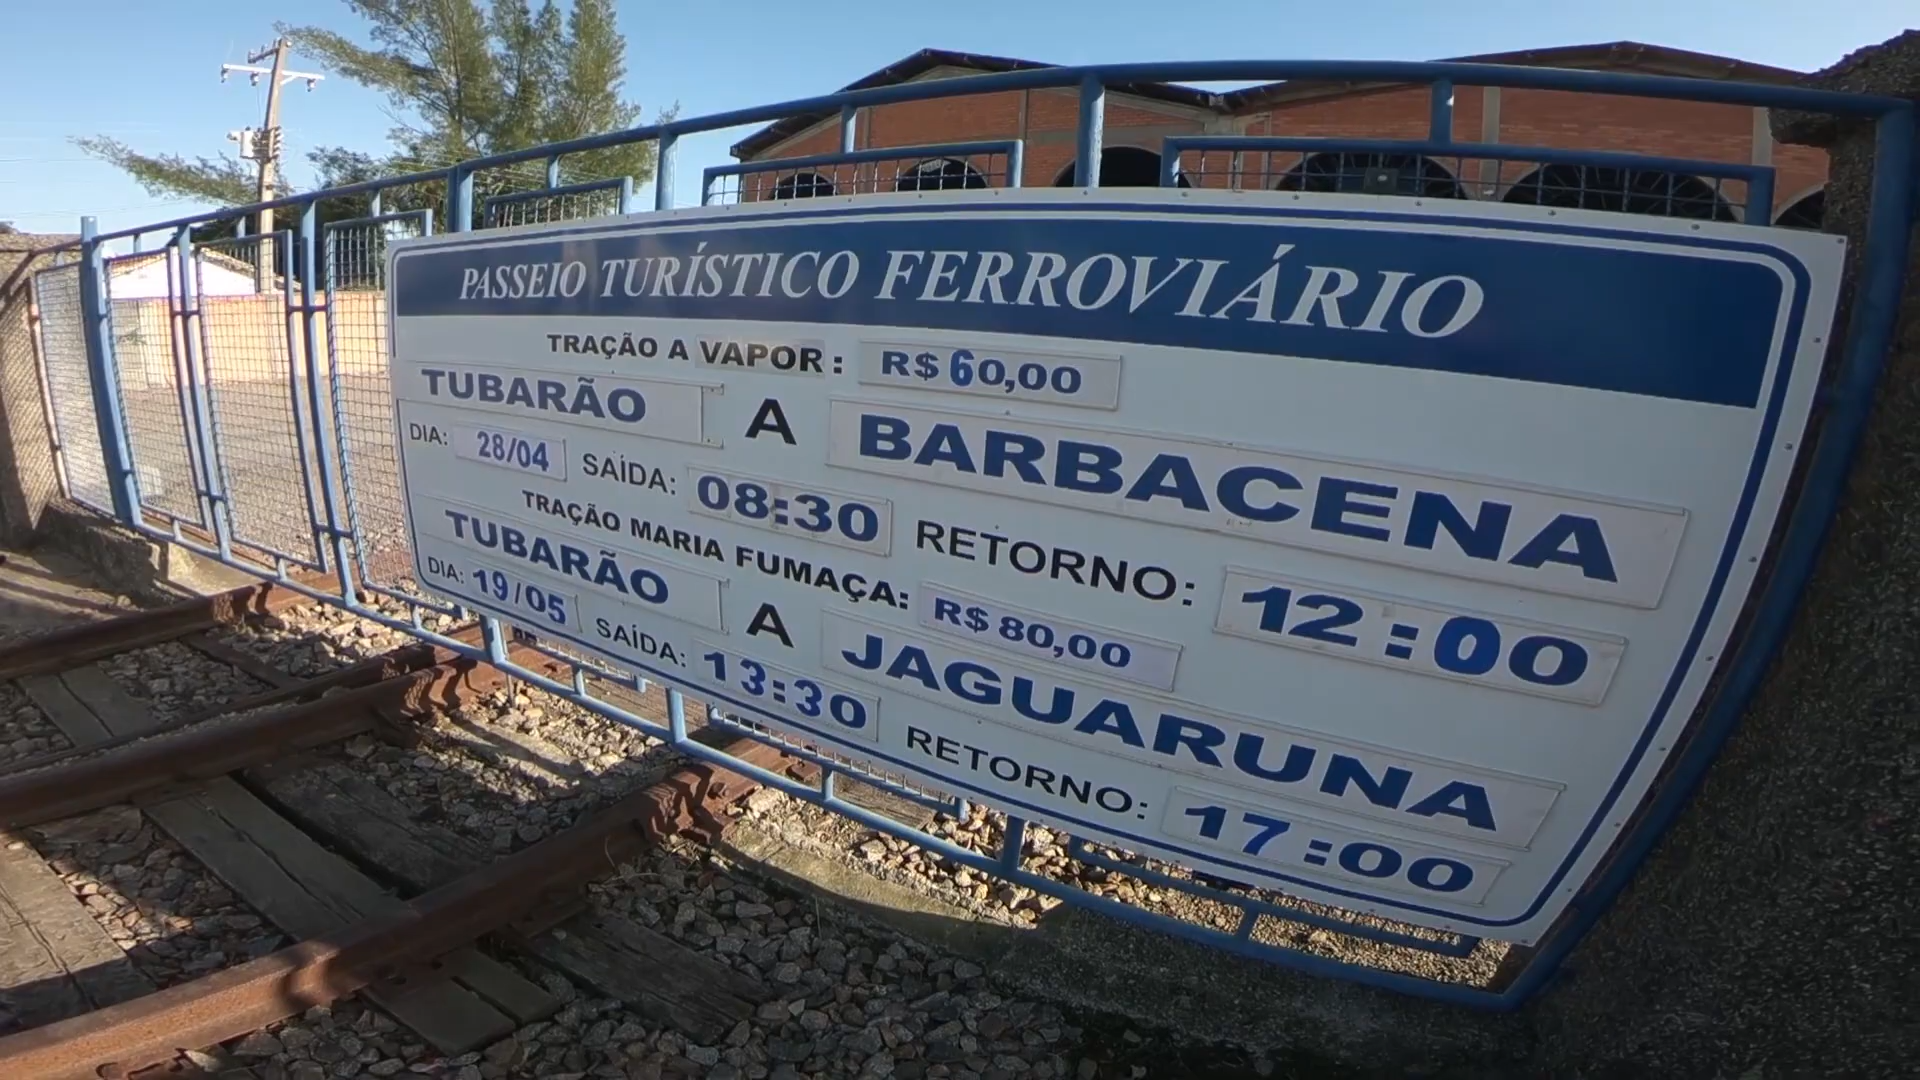 PASSEIO TURÍSTICO FERROVIÁRIO
TRAÇÃO A VAPOR: R$ 60,00
TUBARÃO A BARBACENA
DIA: 28/04 SAÍDA: 08:30 RETORNO: 12:00
TRAÇÃO MARIA FUMAÇA: R$ 80,00
TUBARÃO A JAGUARUNA
DIA: 19/05 SAÍDA: 13:30 RETORNO: 17:00